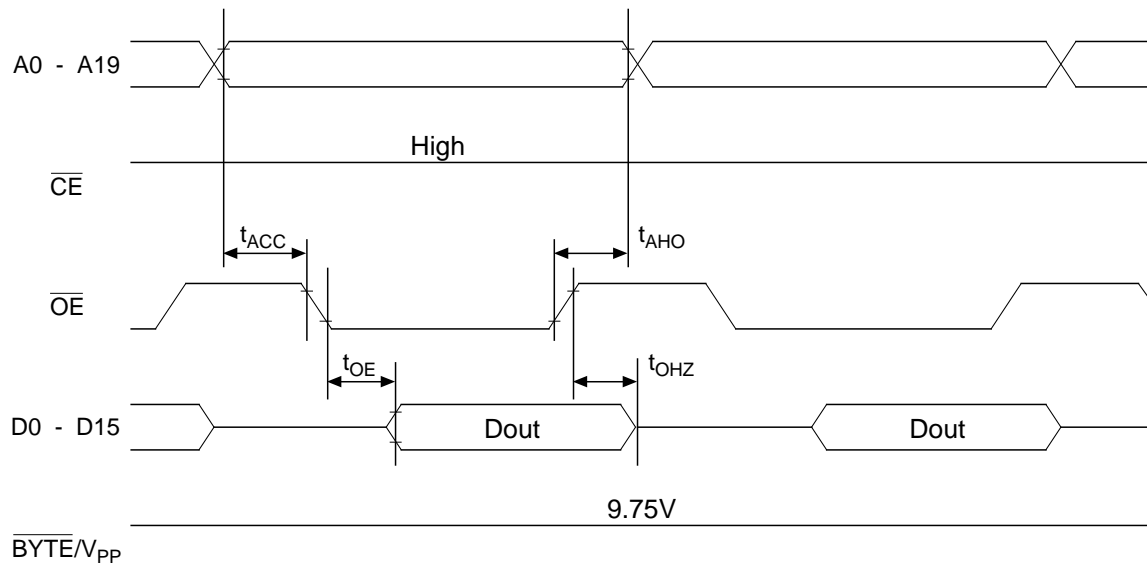 A0 - A19
High
CE
tACC
tAHO
OE
tOE
tOHZ
D0 - D15
Dout
Dout
9.75V
BYTE/VPP